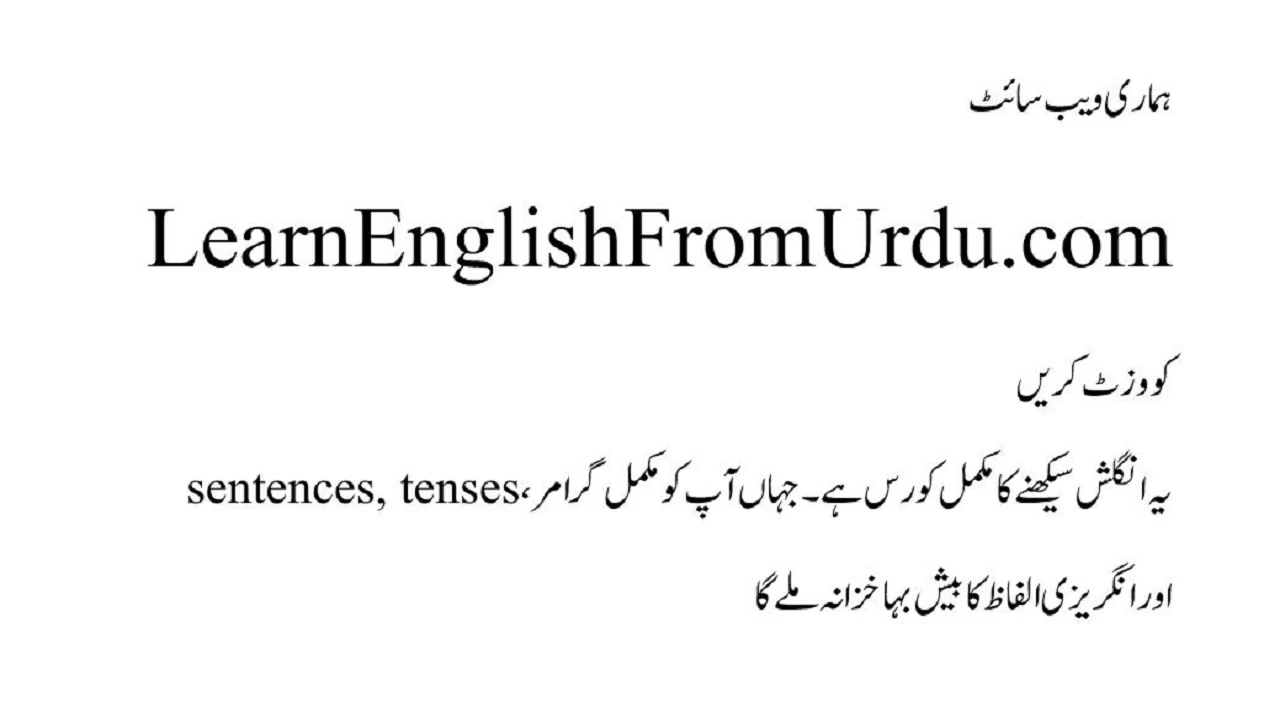 ہماری ویب سائٹ
LearnEnglishFromUrdu.com
کو وزٹ کریں
یہ انگلش سیکھنے کا مکمل کورس ہے۔ جہاں آپ کو مکمل گرامر، sentences, tenses
اور انگریزی الفاظ کا بیش بہا خزانہ ملے گا